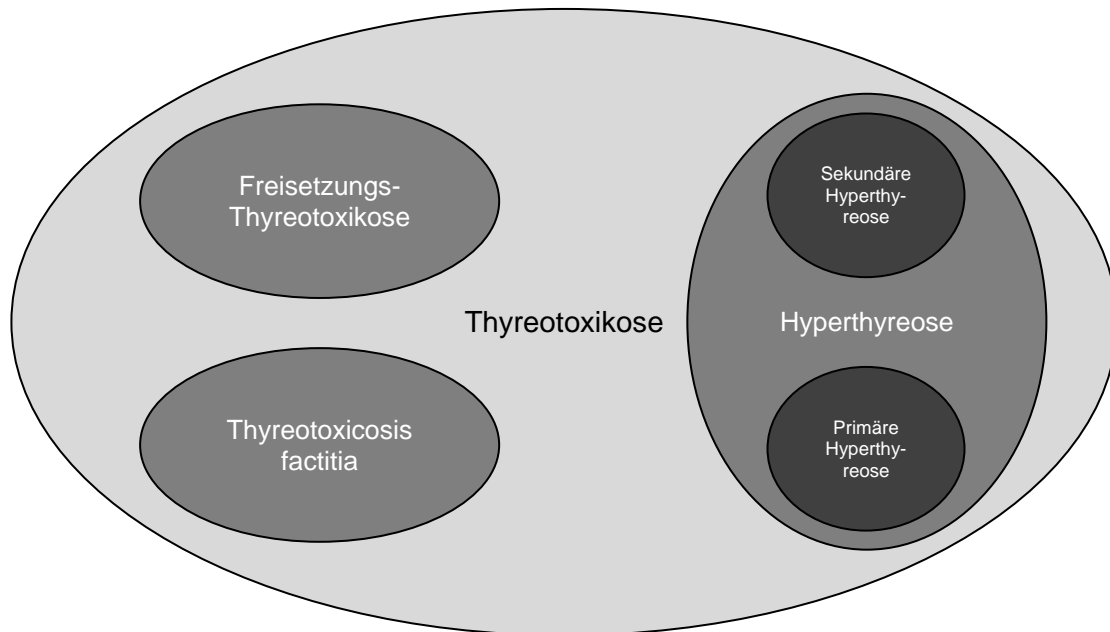 Freisetzungs-
Thyreotoxikose
Sekundäre
Hyperthy-
reose
Thyreotoxikose
Hyperthyreose
Thyreotoxicosis
factitia
Primäre
Hyperthy-
reose